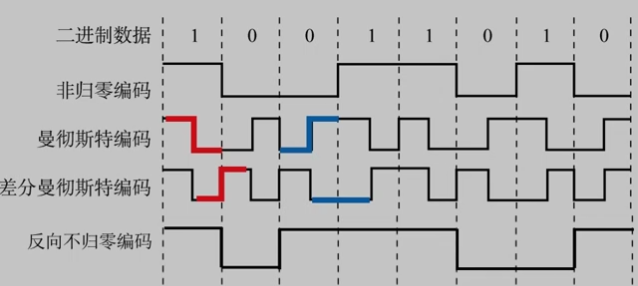 二进制数据 1 0 0 1 1 0 1 0
非归零编码
曼彻斯特编码
差分曼彻斯特编码
反向不归零编码